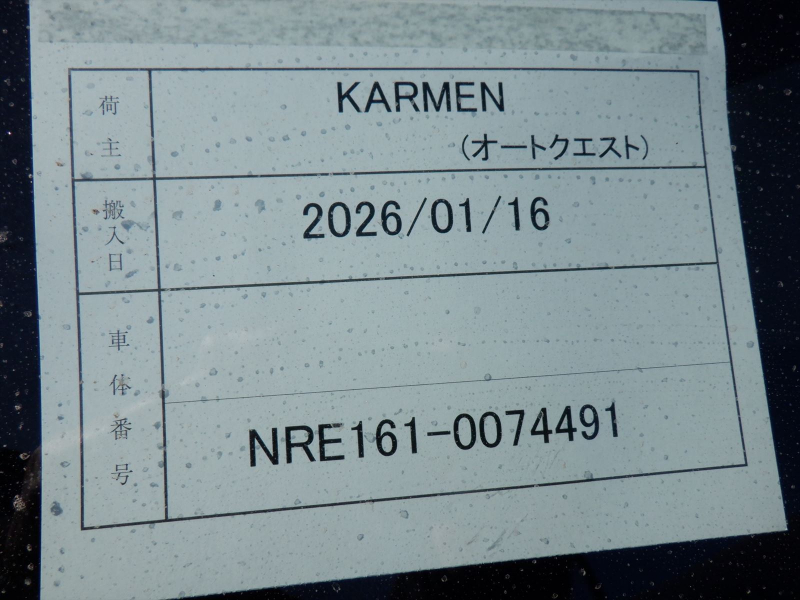 荷主
KARMEN
(オートクエスト)
搬入日
2026/01/16
車体番号
NRE161-0074491